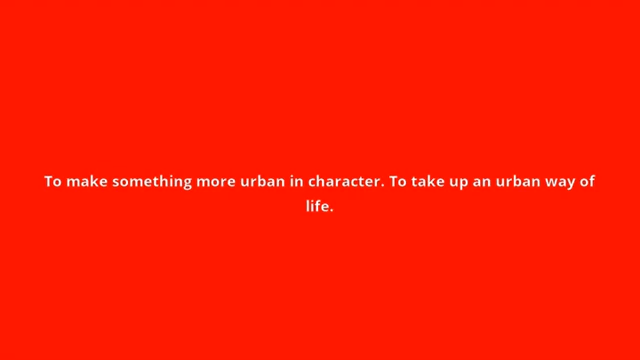 To make something more urban in character. To take up an urban way of
life.